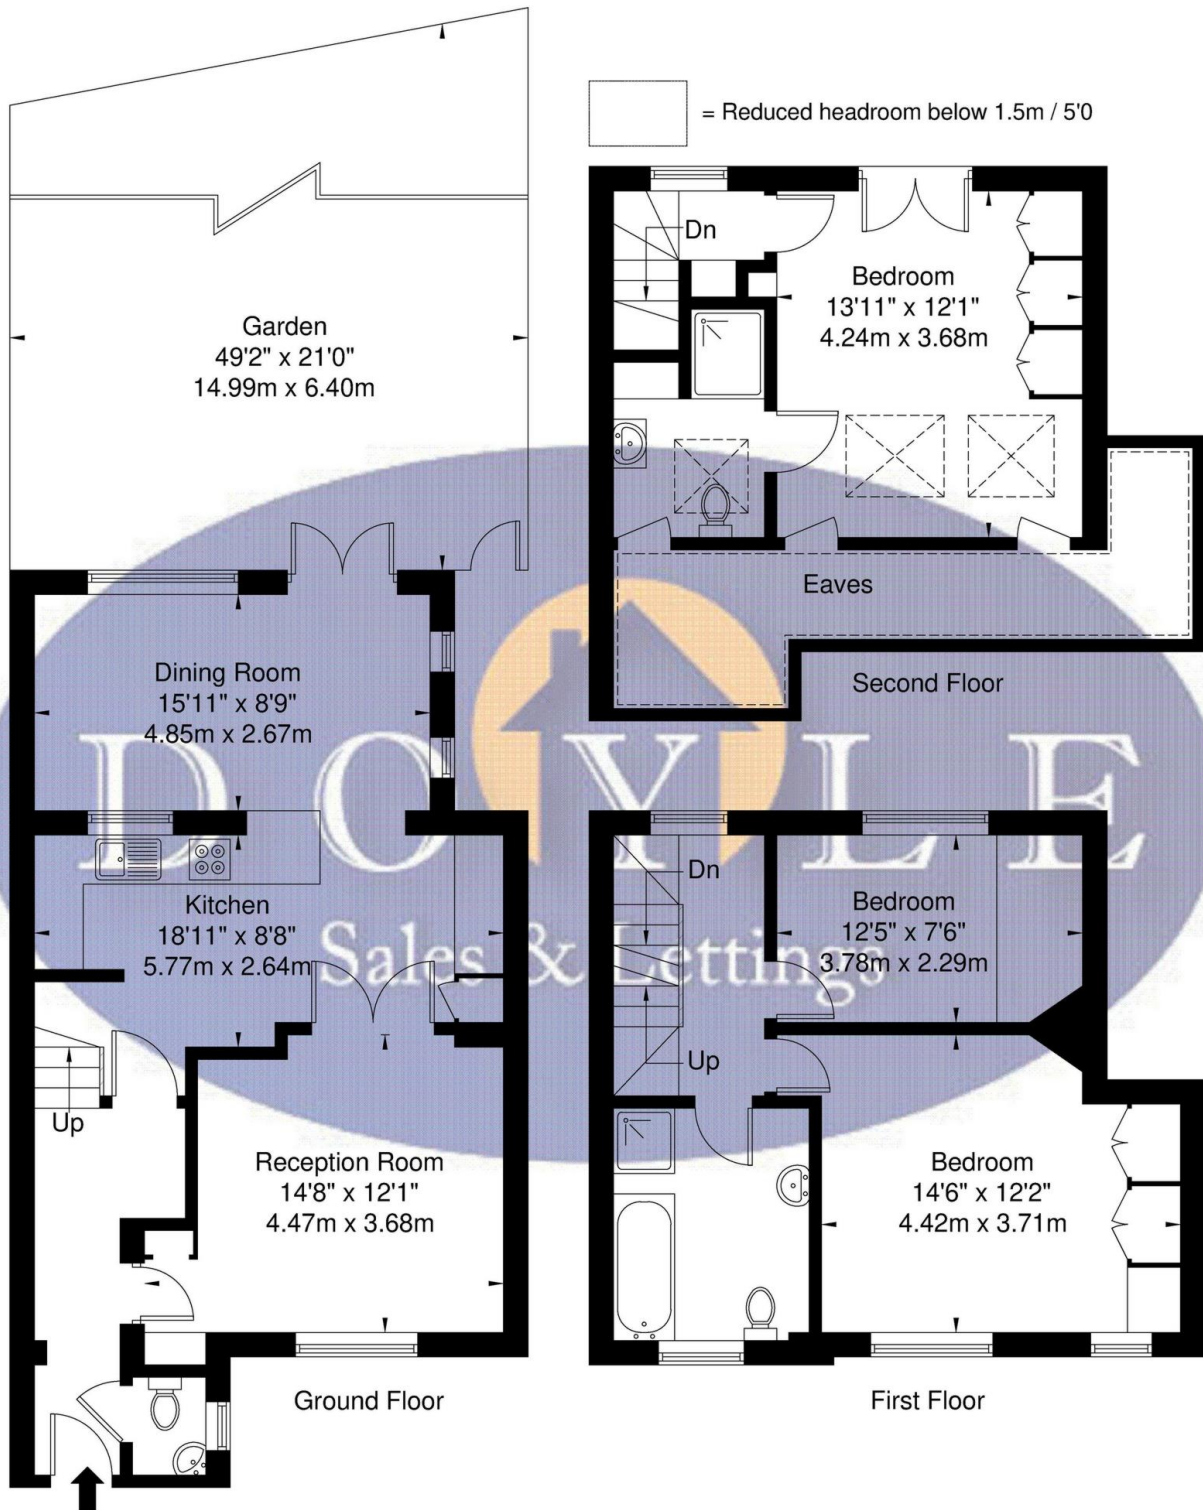 = Reduced headroom below 1.5m / 5'0
Garden
49'2" x 21'0"
14.99m x 6.40m
Dn
Bedroom
13'11" x 12'1"
4.24m x 3.68m
Eaves
Second Floor
Dining Room
15'11" x 8'9"
4.85m x 2.67m
DOYLE
Sales & Lettings
Kitchen
18'11" x 8'8"
5.77m x 2.64m
Up
Reception Room
14'8" x 12'1"
4.47m x 3.68m
Ground Floor
Dn
Bedroom
12'5" x 7'6"
3.78m x 2.29m
Up
Bedroom
14'6" x 12'2"
4.42m x 3.71m
First Floor